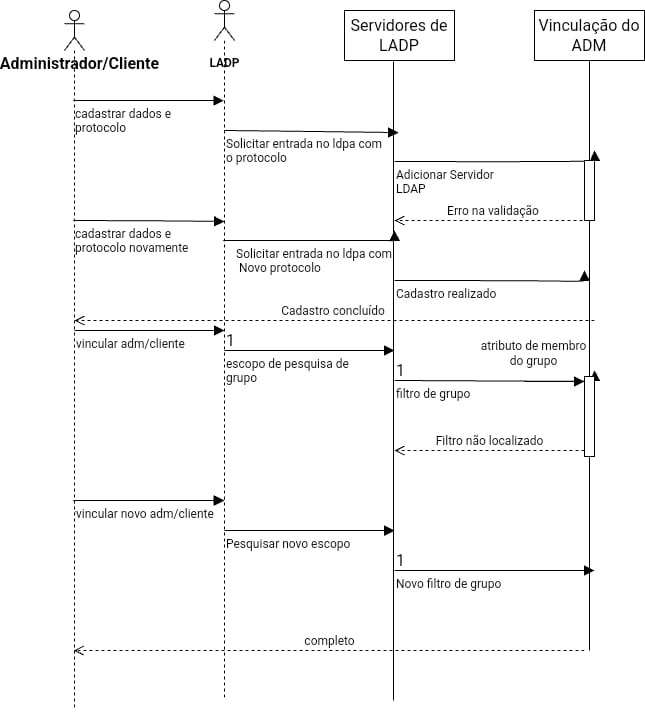 Servidores de
LADP
Vinculação do
ADM
Administrador/Cliente
LADP
cadastrar dados e
protocolo
Solicitar entrada no ldpa com
o protocolo
Adicionar Servidor
LDAP
Erro na validação
cadastrar dados e
protocolo novamente
Solicitar entrada no ldpa com
Novo protocolo
Cadastro realizado
Cadastro concluído
vincular adm/cliente
1
escopo de pesquisa de
grupo
atributo de membro
do grupo
1
filtro de grupo
Filtro não localizado
vincular novo adm/cliente
Pesquisar novo escopo
1
Novo filtro de grupo
completo